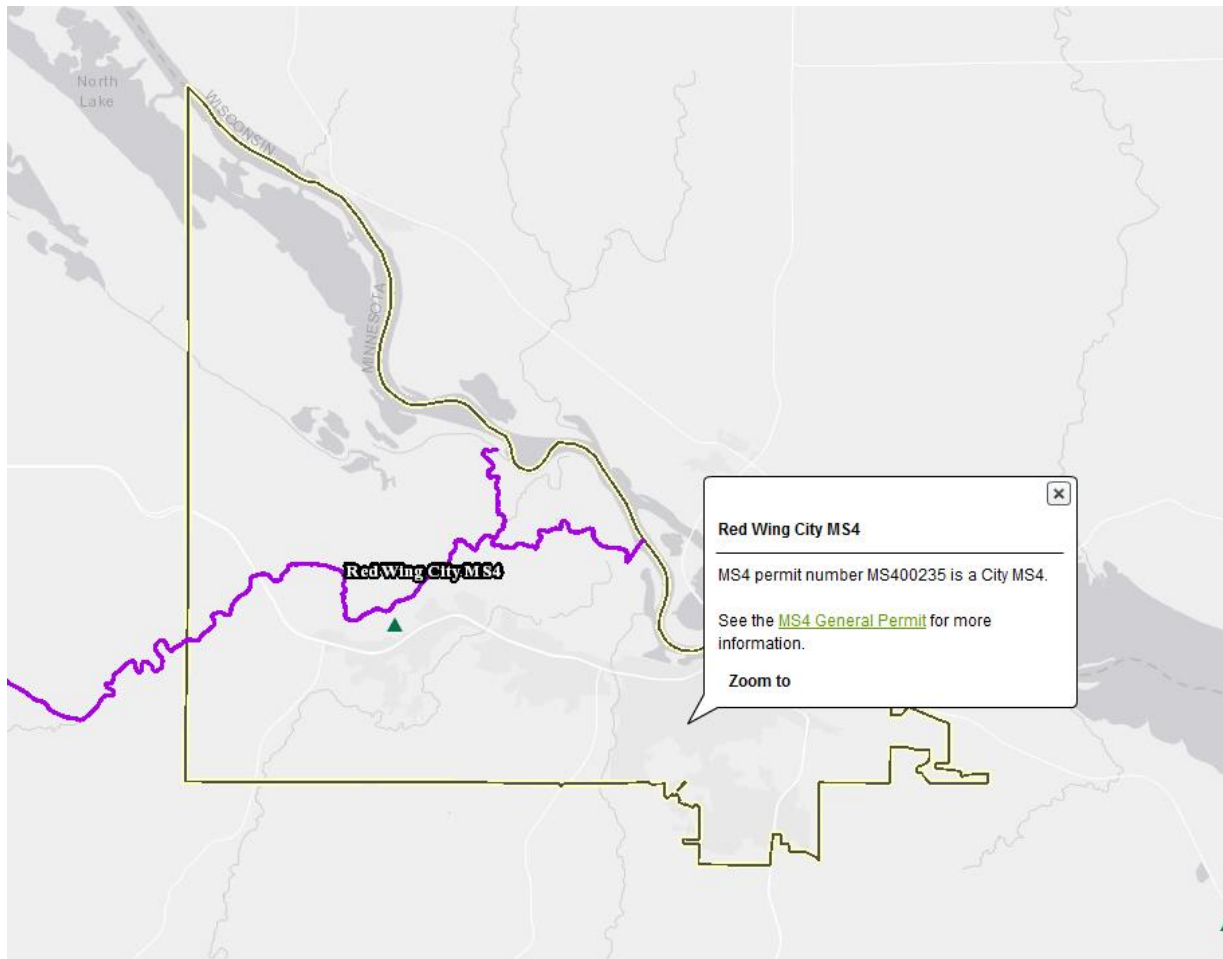 North
Lake
WISCONSIN
MINNESOTA
Red Wing City MS4
Red Wing City MS4
MS4 permit number MS400235 is a City MS4.
See the MS4 General Permit for more
information.
Zoom to